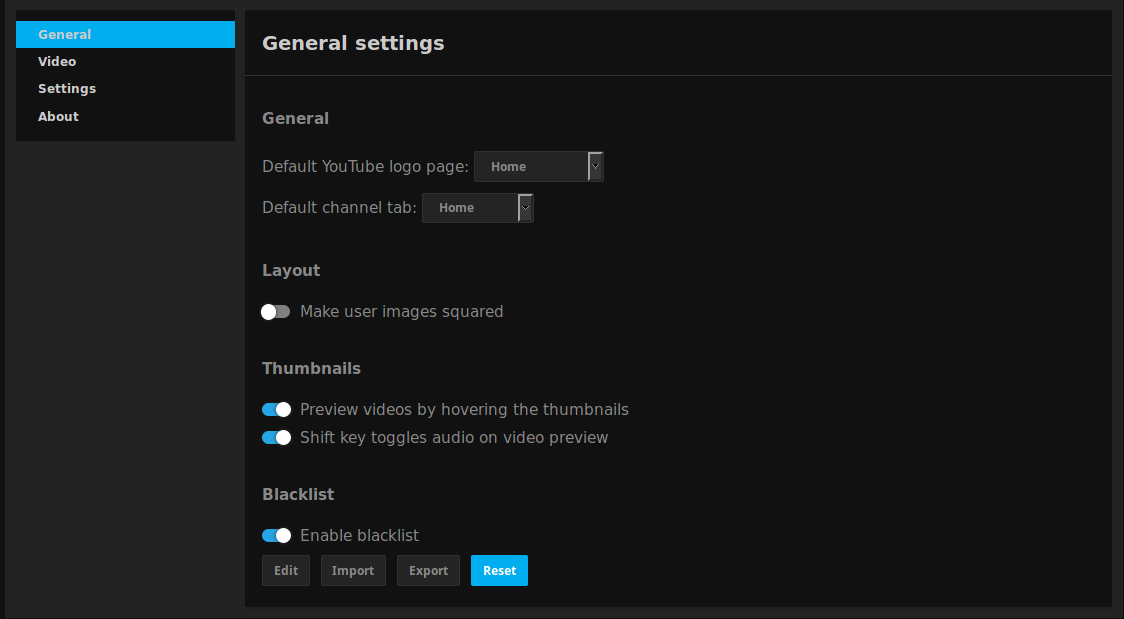 General
Video
Settings
About
General settings
General
Default YouTube logo page: Home
Default channel tab: Home
Layout
Make user images squared
Thumbnails
Preview videos by hovering the thumbnails
Shift key toggles audio on video preview
Blacklist
Enable blacklist
Edit Import Export Reset